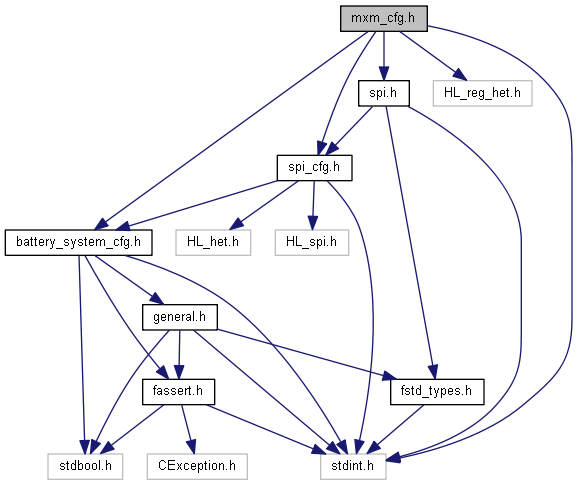 mxm_cfg.h
spi.h
HL_reg_het.h
spi_cfg.h
battery_system_cfg.h
HL_het.h
HL_spi.h
general.h
fassert.h
fstd_types.h
stdbool.h
CException.h
stdint.h